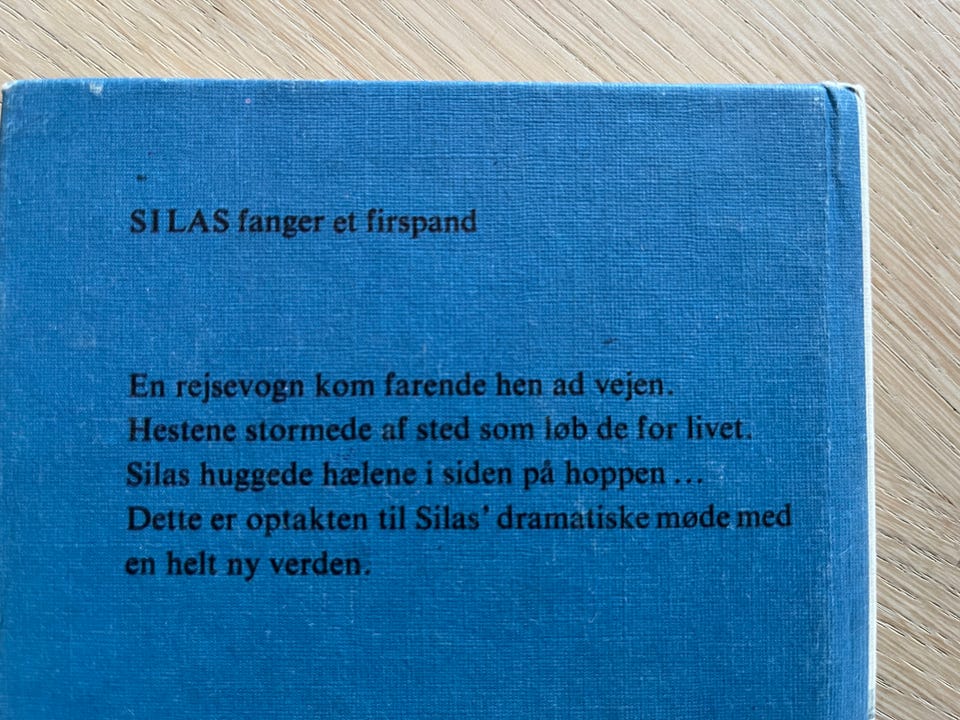 SILAS fanger et firspand
En rejsevogn kom farende hen ad vejen.
Hestene stormede af sted som løb de for livet.
Silas huggede hælene i siden på hoppen ...
Dette er optakten til Silas' dramatiske møde med
en helt ny verden.